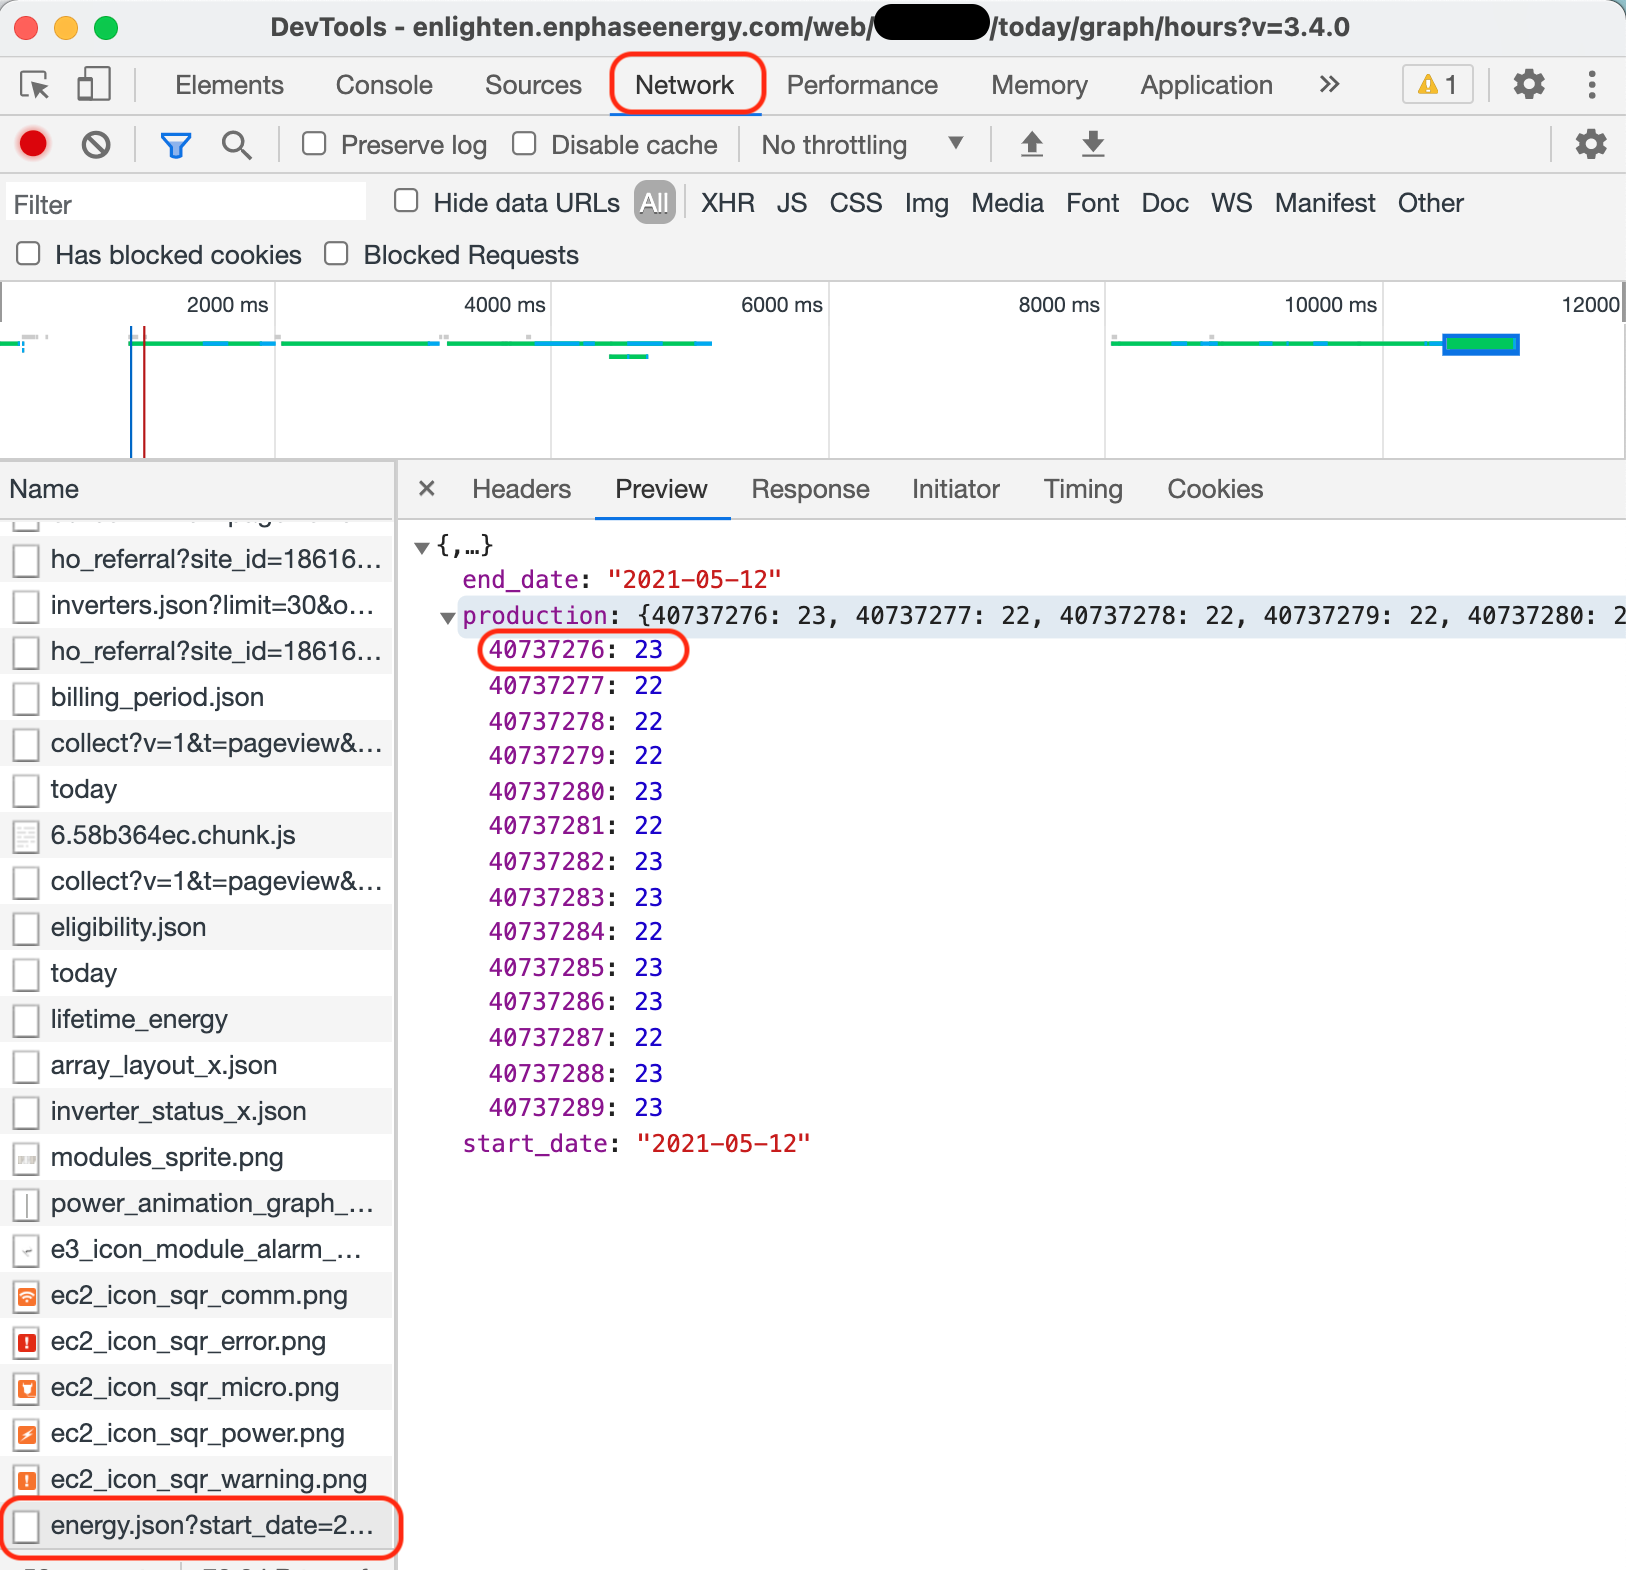 DevTools - enlighten.enphaseenergy.com/web/ /today/graph/hours?v=3.4.0
Elements Console Sources Network Performance Memory Application » 1
Preserve log Disable cache No throttling
Filter Hide data URLs All XHR JS CSS Img Media Font Doc WS Manifest Other
Has blocked cookies Blocked Requests
2000 ms 4000 ms 6000 ms 8000 ms 10000 ms 12000
Name
ho_referral?site_id=18616...
inverters.json?limit=30&o...
ho_referral?site_id=18616...
billing_period.json
collect?v=1&t=pageview&...
today
6.58b364ec.chunk.js
collect?v=1&t=pageview&...
eligibility.json
today
lifetime_energy
array_layout_x.json
inverter_status_x.json
modules_sprite.png
power_animation_graph_...
e3_icon_module_alarm_...
ec2_icon_sqr_comm.png
ec2_icon_sqr_error.png
ec2_icon_sqr_micro.png
ec2_icon_sqr_power.png
ec2_icon_sqr_warning.png
energy.json?start_date=2...
× Headers Preview Response Initiator Timing Cookies
{,…}
end_date: "2021-05-12"
production: {40737276: 23, 40737277: 22, 40737278: 22, 40737279: 22, 40737280: 2
40737276: 23
40737277: 22
40737278: 22
40737279: 22
40737280: 23
40737281: 22
40737282: 23
40737283: 23
40737284: 22
40737285: 23
40737286: 23
40737287: 22
40737288: 23
40737289: 23
start_date: "2021-05-12"